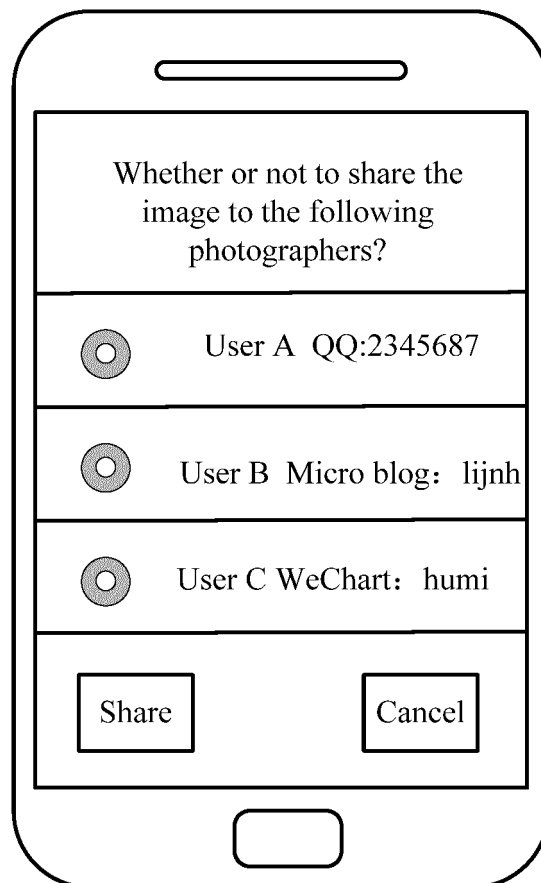 Whether or not to share the
image to the following
photographers?
User A  QQ:2345687
User B  Micro blog：lijnh
User C WeChart：humi
Share
Cancel